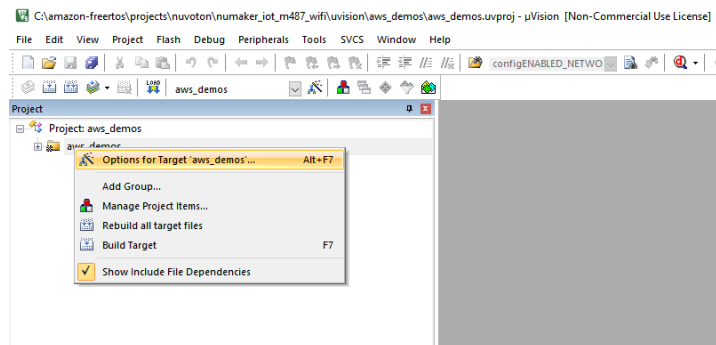 C:\amazon-freertos\projects\nuvoton\numaker_iot_m487_wifi\uvision\aws_demos\aws_demos.uvproj - µVision [Non-Commercial Use License]
File Edit View Project Flash Debug Peripherals Tools SVCS Window Help
configENABLED_NETWO
LOAD aws_demos
Project
Project: aws_demos
aws_demos
Options for Target 'aws_demos'... Alt+F7
Add Group...
Manage Project Items...
Rebuild all target files
Build Target F7
Show Include File Dependencies